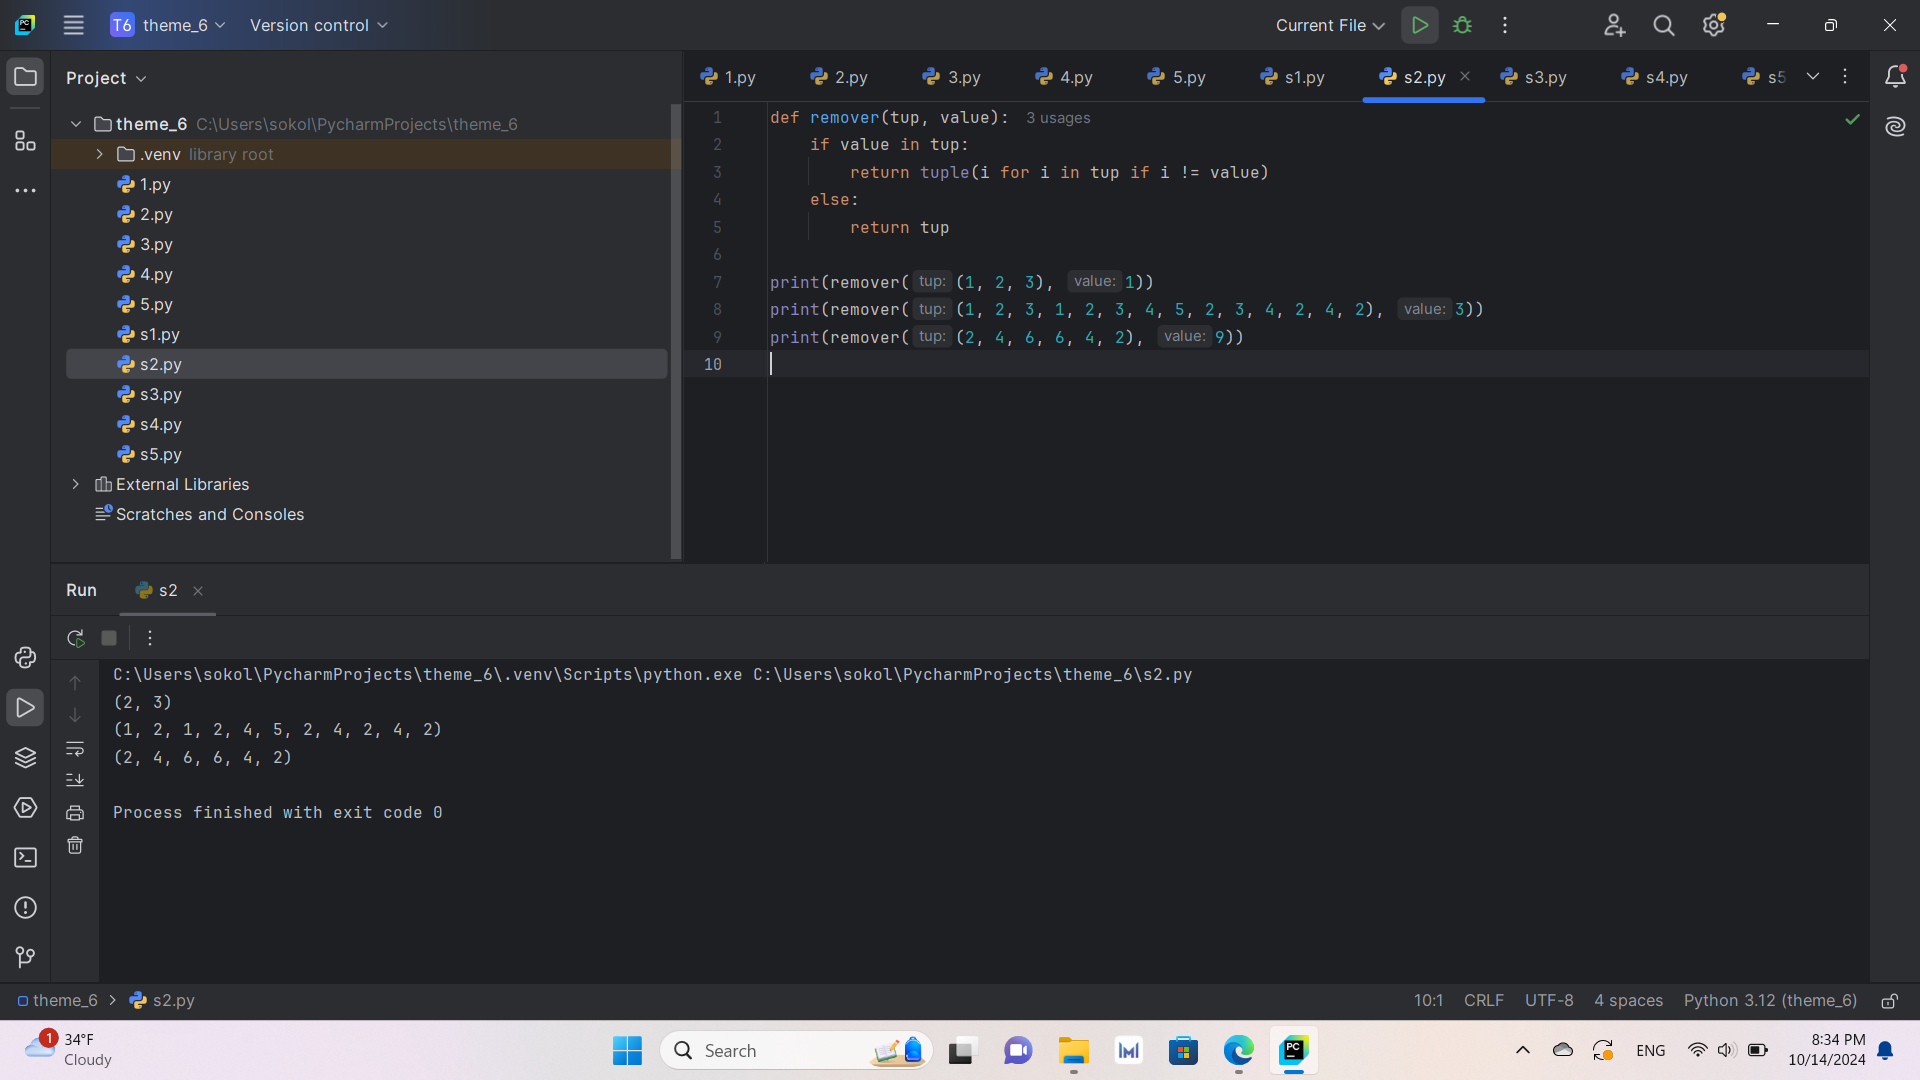 PC T6 theme_6 Version control Current File
Project
theme_6 C:\Users\sokol\PycharmProjects\theme_6
.venv library root
1.py
2.py
3.py
4.py
5.py
s1.py
s2.py
s3.py
s4.py
s5.py
External Libraries
Scratches and Consoles
1.py 2.py 3.py 4.py 5.py s1.py s2.py s3.py s4.py s5
1 def remover(tup, value): 3 usages
2 if value in tup:
3 return tuple(i for i in tup if i != value)
4 else:
5 return tup
6
7 print(remover( tup: (1, 2, 3), value: 1))
8 print(remover( tup: (1, 2, 3, 1, 2, 3, 4, 5, 2, 3, 4, 2, 4, 2), value: 3))
9 print(remover( tup: (2, 4, 6, 6, 4, 2), value: 9))
10
Run s2
C:\Users\sokol\PycharmProjects\theme_6\.venv\Scripts\python.exe C:\Users\sokol\PycharmProjects\theme_6\s2.py
(2, 3)
(1, 2, 1, 2, 4, 5, 2, 4, 2, 4, 2)
(2, 4, 6, 6, 4, 2)
Process finished with exit code 0
theme_6 > s2.py 10:1 CRLF UTF-8 4 spaces Python 3.12 (theme_6)
1 34°F
Cloudy
Search
PC
ENG
8:34 PM
10/14/2024